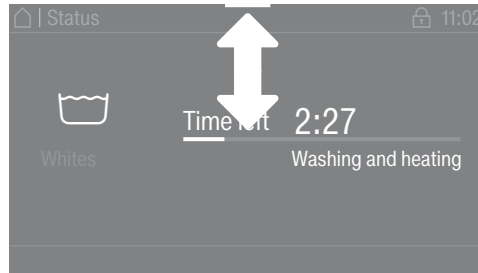 | Status 11:02
Time left 2:27
Whites
Washing and heating